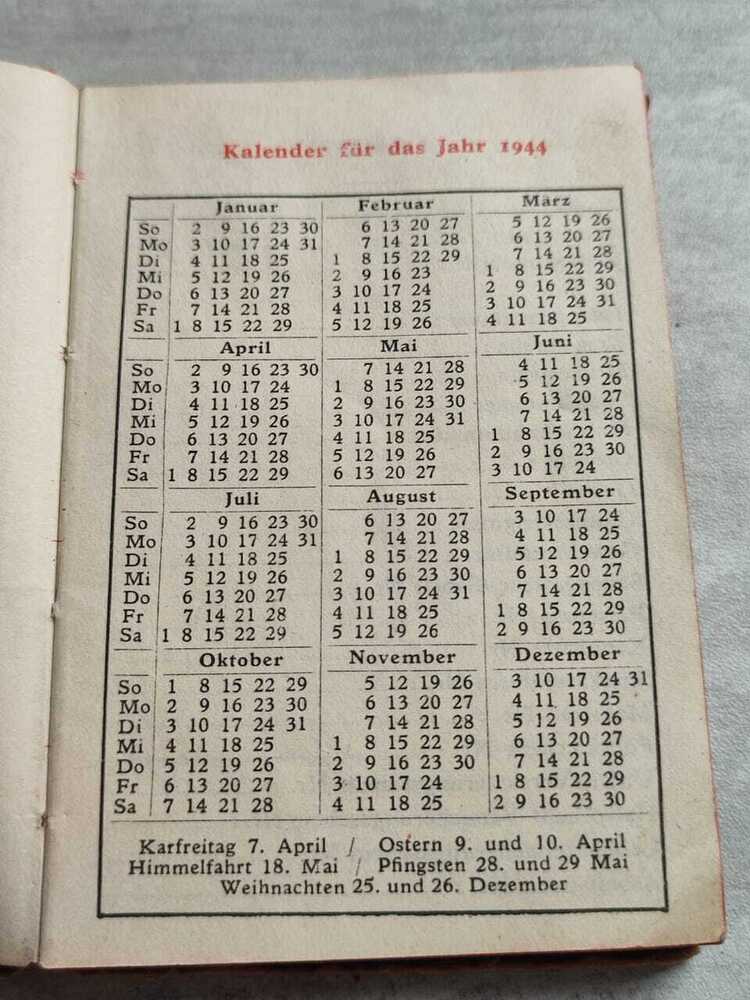 Kalender für das Jahr 1944
Januar Februar März
So 2 9 16 23 30 6 13 20 27 5 12 19 26
Mo 3 10 17 24 31 7 14 21 28 6 13 20 27
Di 4 11 18 25 1 8 15 22 29 7 14 21 28
Mi 5 12 19 26 2 9 16 23 1 8 15 22 29
Do 6 13 20 27 3 10 17 24 2 9 16 23 30
Fr 7 14 21 28 4 11 18 25 3 10 17 24 31
Sa 1 8 15 22 29 5 12 19 26 4 11 18 25
April Mai Juni
So 2 9 16 23 30 7 14 21 28 4 11 18 25
Mo 3 10 17 24 1 8 15 22 29 5 12 19 26
Di 4 11 18 25 2 9 16 23 30 6 13 20 27
Mi 5 12 19 26 3 10 17 24 31 7 14 21 28
Do 6 13 20 27 4 11 18 25 1 8 15 22 29
Fr 7 14 21 28 5 12 19 26 2 9 16 23 30
Sa 1 8 15 22 29 6 13 20 27 3 10 17 24
Juli August September
So 2 9 16 23 30 6 13 20 27 3 10 17 24
Mo 3 10 17 24 31 7 14 21 28 4 11 18 25
Di 4 11 18 25 1 8 15 22 29 5 12 19 26
Mi 5 12 19 26 2 9 16 23 30 6 13 20 27
Do 6 13 20 27 3 10 17 24 31 7 14 21 28
Fr 7 14 21 28 4 11 18 25 1 8 15 22 29
Sa 1 8 15 22 29 5 12 19 26 2 9 16 23 30
Oktober November Dezember
So 1 8 15 22 29 5 12 19 26 3 10 17 24 31
Mo 2 9 16 23 30 6 13 20 27 4 11 18 25
Di 3 10 17 24 31 7 14 21 28 5 12 19 26
Mi 4 11 18 25 1 8 15 22 29 6 13 20 27
Do 5 12 19 26 2 9 16 23 30 7 14 21 28
Fr 6 13 20 27 3 10 17 24 1 8 15 22 29
Sa 7 14 21 28 4 11 18 25 2 9 16 23 30
Karfreitag 7. April / Ostern 9. und 10. April
Himmelfahrt 18. Mai / Pfingsten 28. und 29 Mai
Weihnachten 25. und 26. Dezember